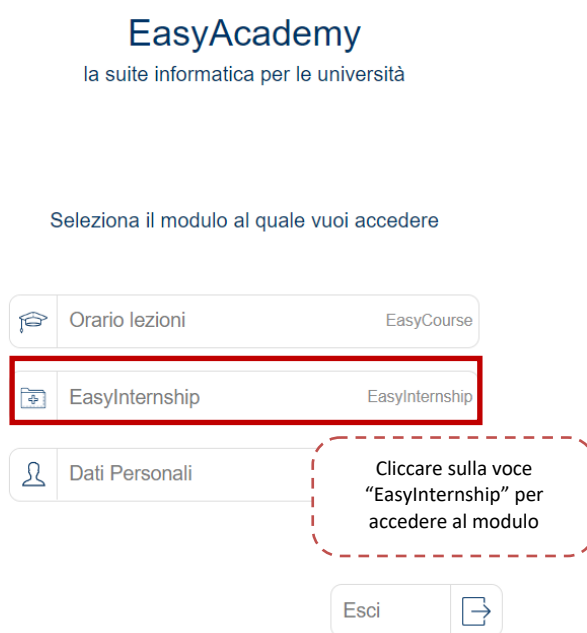 EasyAcademy
la suite informatica per le università
Seleziona il modulo al quale vuoi accedere
Orario lezioni EasyCourse
EasyInternship EasyInternship
Dati Personali
Cliccare sulla voce
“EasyInternship” per
accedere al modulo
Esci